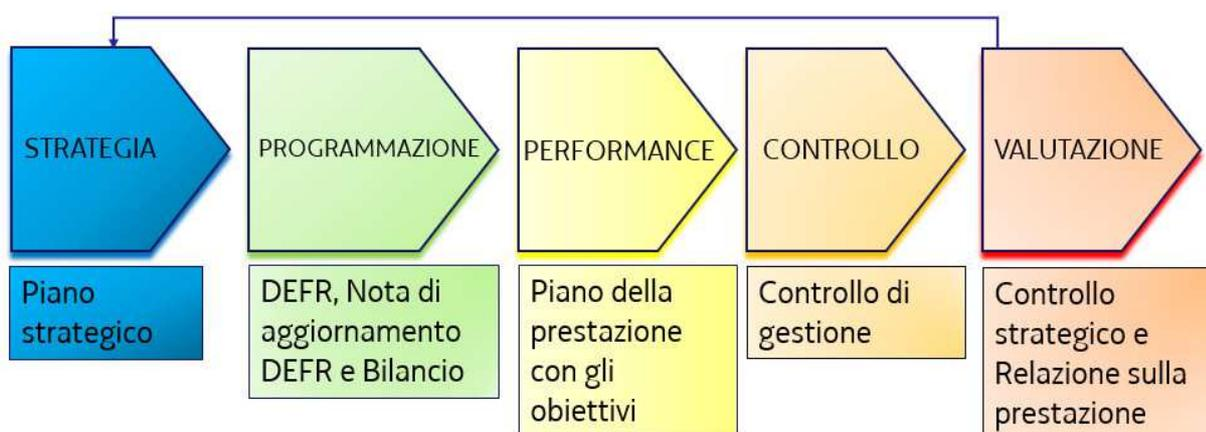 STRATEGIA
PROGRAMMAZIONE
PERFORMANCE
CONTROLLO
VALUTAZIONE
Piano
strategico
DEFR, Nota di
aggiornamento
DEFR e Bilancio
Piano della
prestazione
con gli
obiettivi
Controllo di
gestione
Controllo
strategico e
Relazione sulla
prestazione